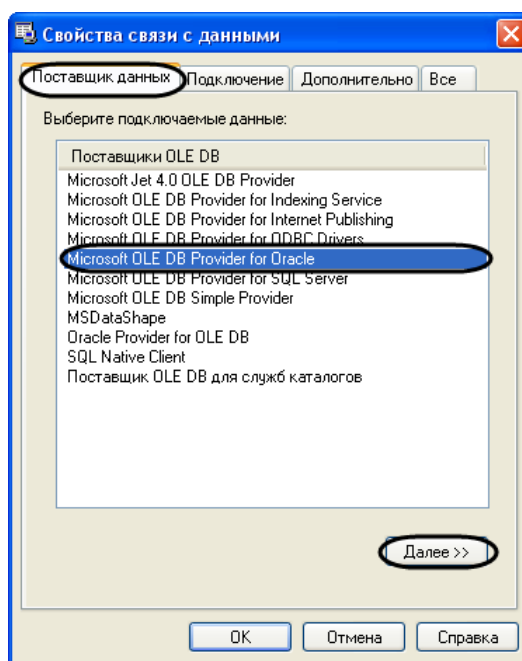 Свойства связи с данными
Поставщик данных Подключение Дополнительно Все
Выберите подключаемые данные:
Поставщики OLE DB
Microsoft Jet 4.0 OLE DB Provider
Microsoft OLE DB Provider for Indexing Service
Microsoft OLE DB Provider for Internet Publishing
Microsoft OLE DB Provider for ODBC Drivers
Microsoft OLE DB Provider for Oracle
Microsoft OLE DB Provider for SQL Server
Microsoft OLE DB Simple Provider
MSDataShape
Oracle Provider for OLE DB
SQL Native Client
Поставщик OLE DB для служб каталогов
Далее >>
OK Отмена Справка